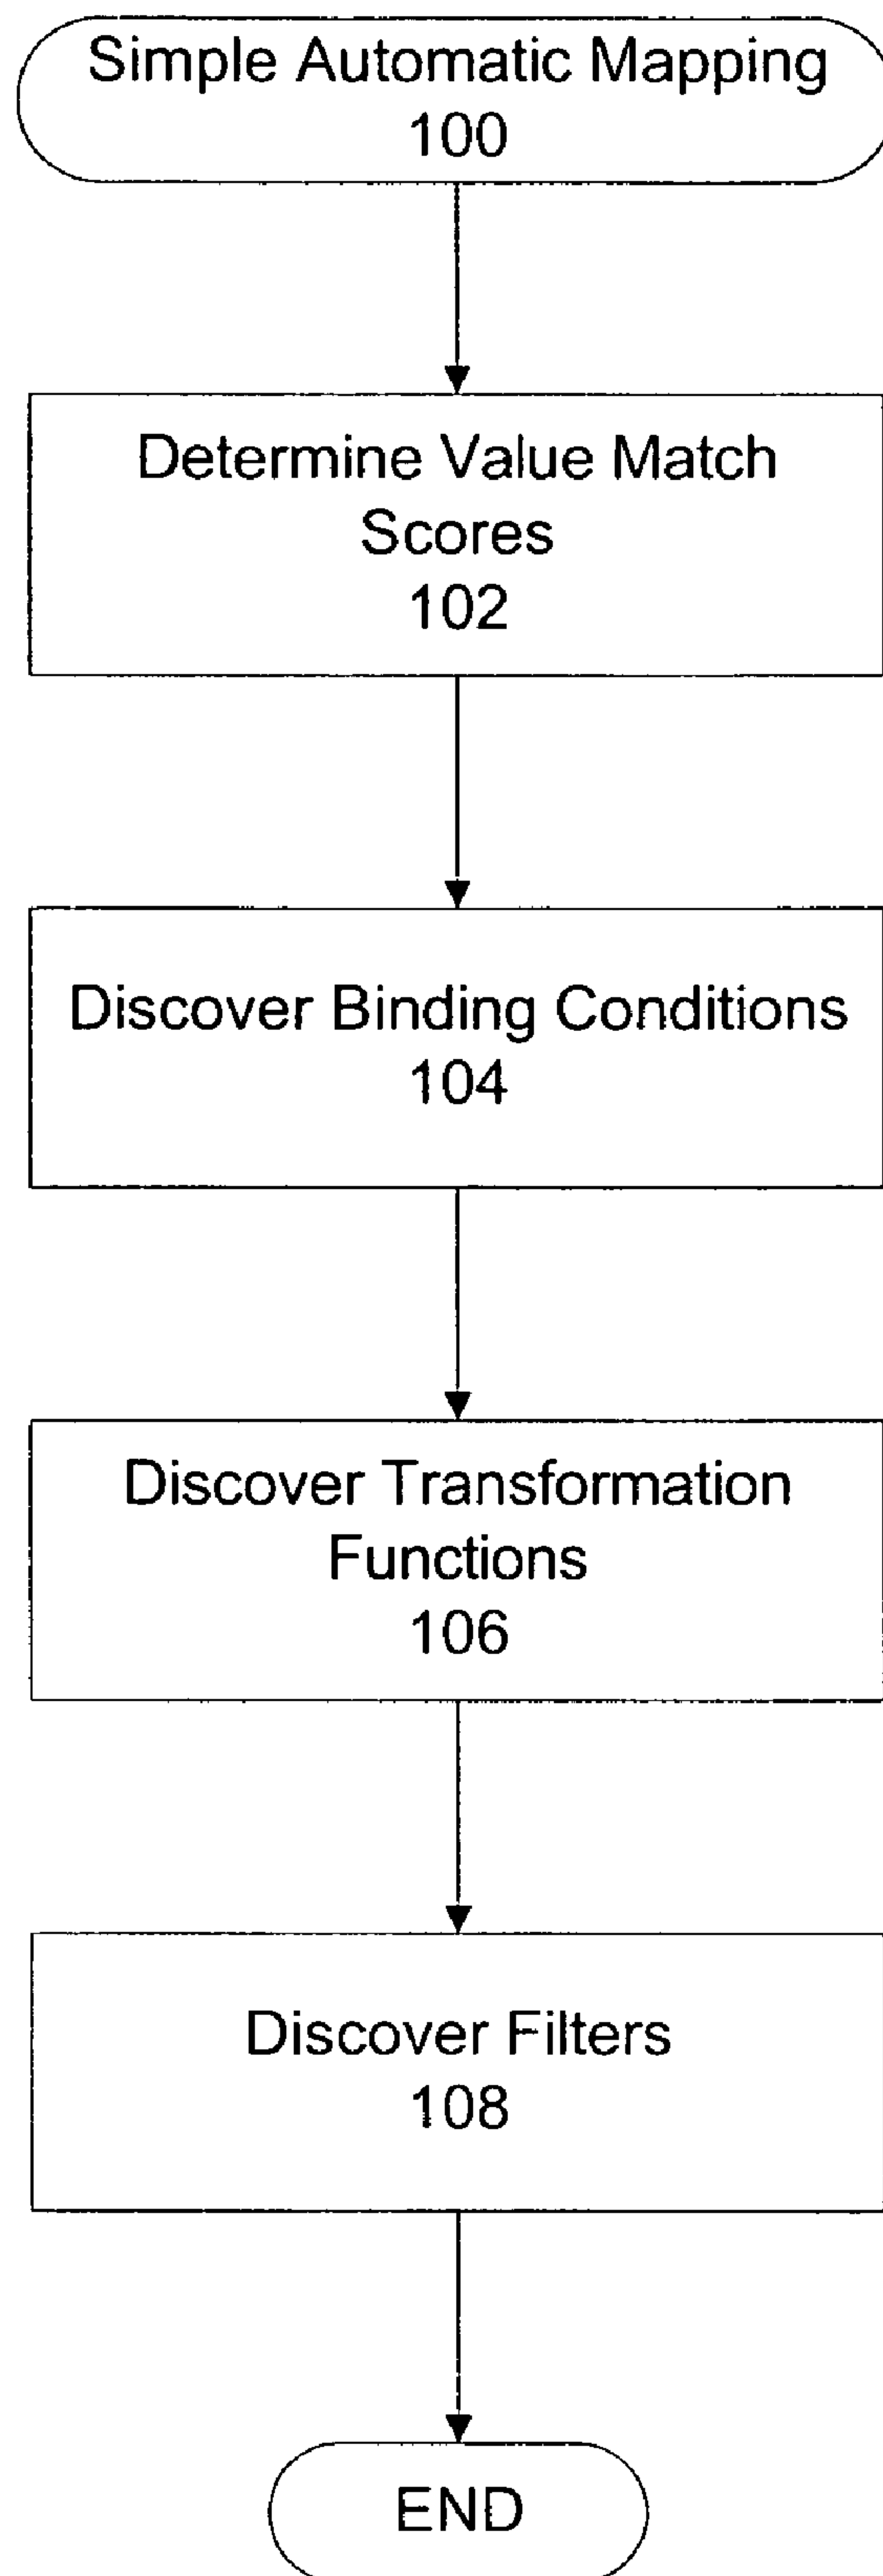 Simple Automatic Mapping
100
Determine Value Match
Scores
102
Discover Binding Conditions
104
Discover Transformation
Functions
106
Discover Filters
108
END